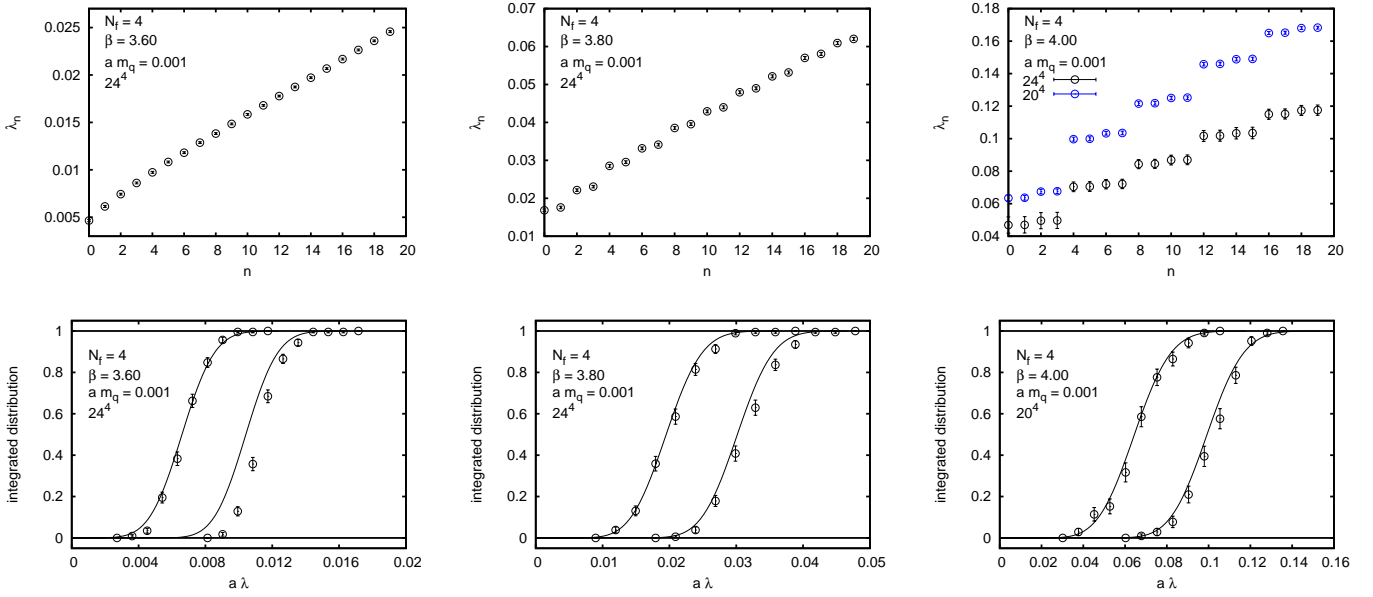 N_f = 4
β = 3.60
a m_q = 0.001
24^4
0.025
0.02
0.015
0.01
0.005
λ_n
0 2 4 6 8 10 12 14 16 18 20
n
N_f = 4
β = 3.80
a m_q = 0.001
24^4
0.07
0.06
0.05
0.04
0.03
0.02
0.01
λ_n
0 2 4 6 8 10 12 14 16 18 20
n
N_f = 4
β = 4.00
a m_q = 0.001
24^4
20^4
0.18
0.16
0.14
0.12
0.1
0.08
0.06
0.04
λ_n
0 2 4 6 8 10 12 14 16 18 20
n
N_f = 4
β = 3.60
a m_q = 0.001
24^4
1
0.8
0.6
0.4
0.2
0
integrated distribution
0 0.004 0.008 0.012 0.016 0.02
a λ
N_f = 4
β = 3.80
a m_q = 0.001
24^4
1
0.8
0.6
0.4
0.2
0
integrated distribution
0 0.01 0.02 0.03 0.04 0.05
a λ
N_f = 4
β = 4.00
a m_q = 0.001
20^4
1
0.8
0.6
0.4
0.2
0
integrated distribution
0 0.02 0.04 0.06 0.08 0.1 0.12 0.14 0.16
a λ